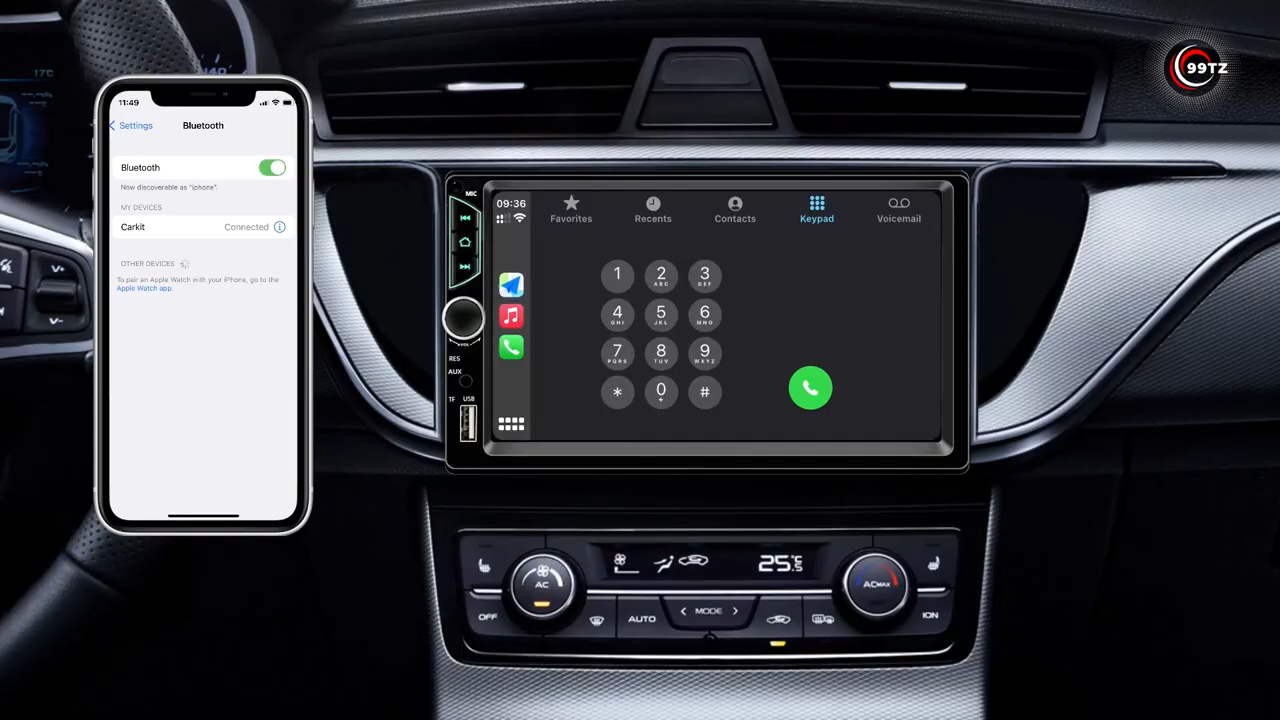 99TZ
17°C
11:49
Settings
Bluetooth
Bluetooth
Now discoverable as "iphone".
MY DEVICES
Carkit
Connected
OTHER DEVICES
To pair an Apple Watch with your iPhone, go to the
Apple Watch app.
MIC
VOL
RES
AUX
TF USB
09:36
Favorites
Recents
Contacts
Keypad
Voicemail
1
2 ABC
3 DEF
4 GHI
5 JKL
6 MNO
7 PQRS
8 TUV
9 WXYZ
*
0 +
#
V+
V-
AC
25.5
AC MAX
OFF
AUTO
< MODE >
ION